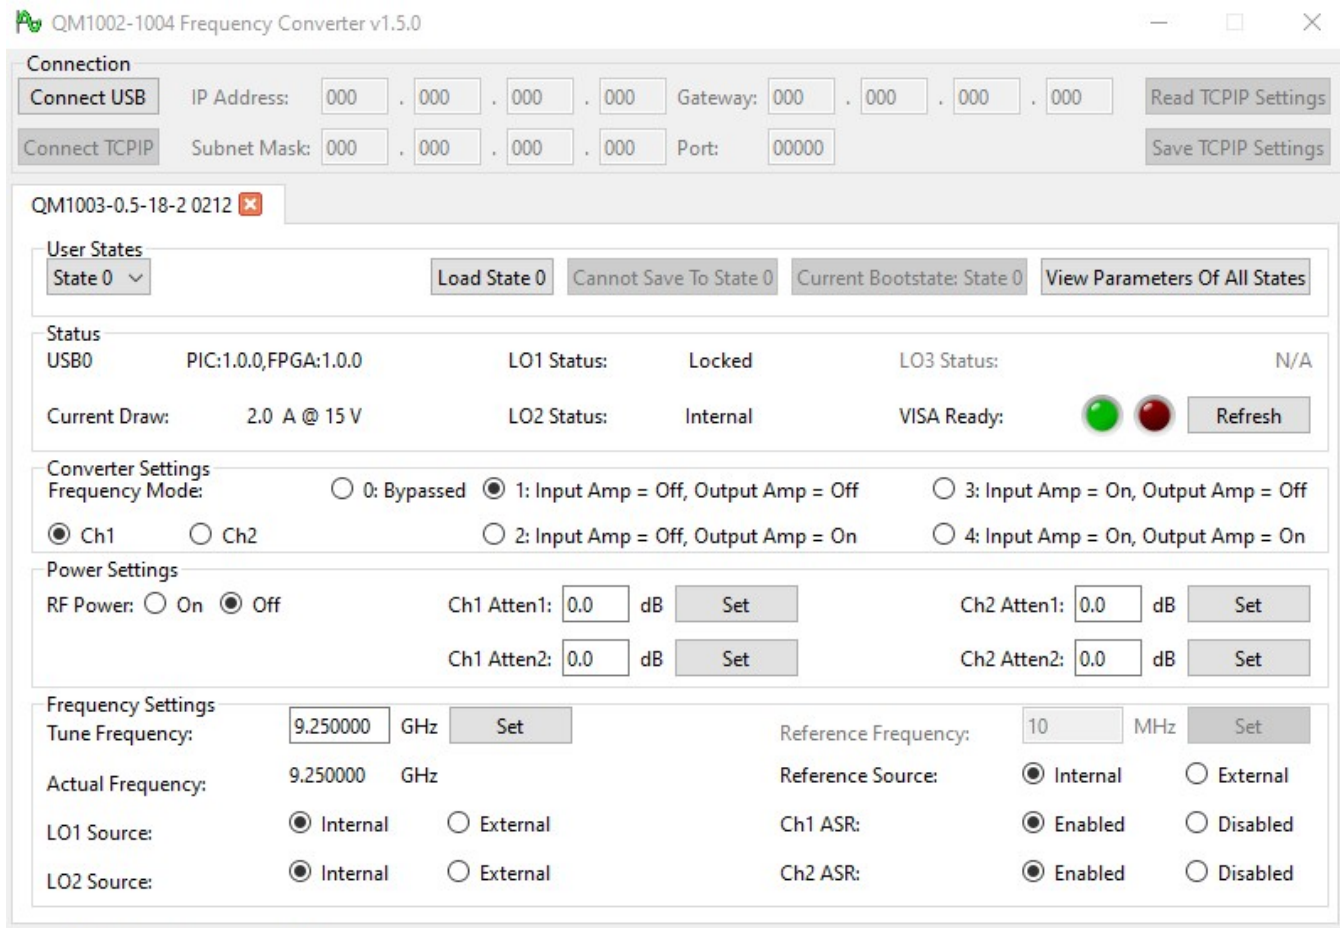 QM1002-1004 Frequency Converter v1.5.0
Connection
Connect USB IP Address: 000 . 000 . 000 . 000 Gateway: 000 . 000 . 000 . 000 Read TCPIP Settings
Connect TCPIP Subnet Mask: 000 . 000 . 000 . 000 Port: 00000 Save TCPIP Settings
QM1003-0.5-18-2 0212
User States
State 0 Load State 0 Cannot Save To State 0 Current Bootstate: State 0 View Parameters Of All States
Status
USB0 PIC:1.0.0,FPGA:1.0.0 LO1 Status: Locked LO3 Status: N/A
Current Draw: 2.0 A @ 15 V LO2 Status: Internal VISA Ready: Refresh
Converter Settings
Frequency Mode: 0: Bypassed 1: Input Amp = Off, Output Amp = Off 3: Input Amp = On, Output Amp = Off
Ch1 Ch2 2: Input Amp = Off, Output Amp = On 4: Input Amp = On, Output Amp = On
Power Settings
RF Power: On Off Ch1 Atten1: 0.0 dB Set Ch2 Atten1: 0.0 dB Set
Ch1 Atten2: 0.0 dB Set Ch2 Atten2: 0.0 dB Set
Frequency Settings
Tune Frequency: 9.250000 GHz Set Reference Frequency: 10 MHz Set
Actual Frequency: 9.250000 GHz Reference Source: Internal External
LO1 Source: Internal External Ch1 ASR: Enabled Disabled
LO2 Source: Internal External Ch2 ASR: Enabled Disabled